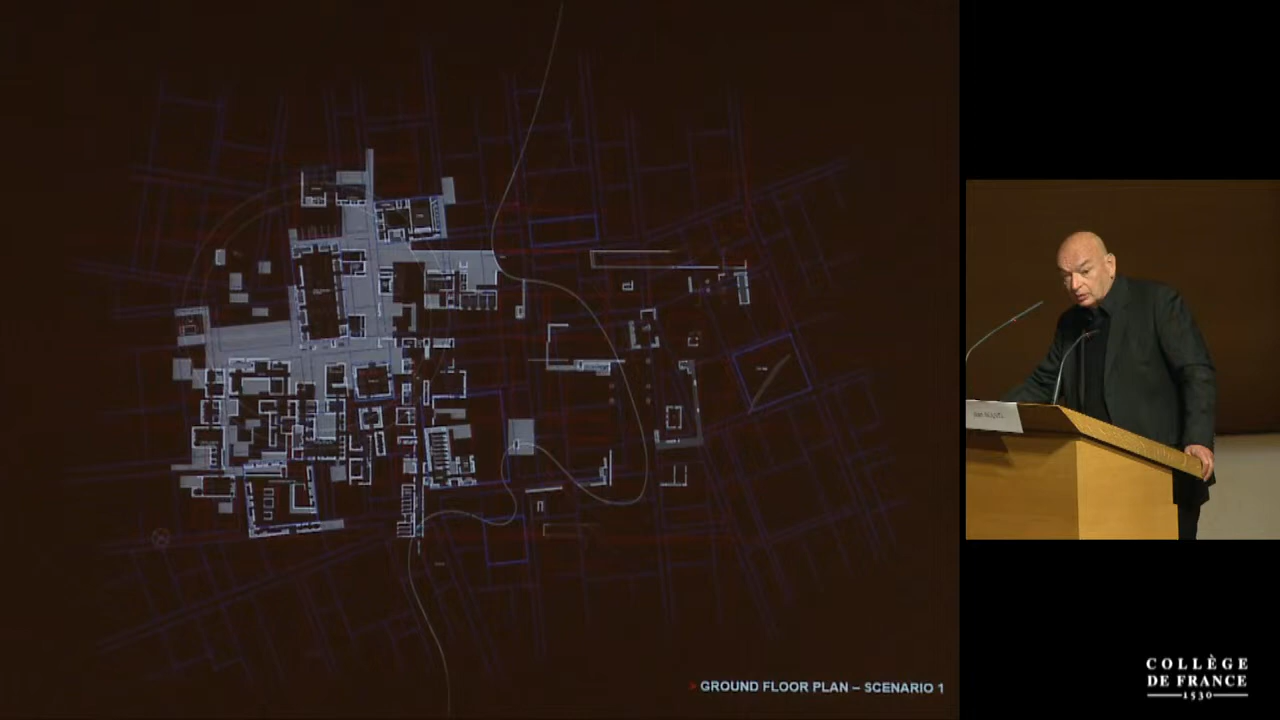 > GROUND FLOOR PLAN – SCENARIO 1
COLLÈGE
DE FRANCE
1530